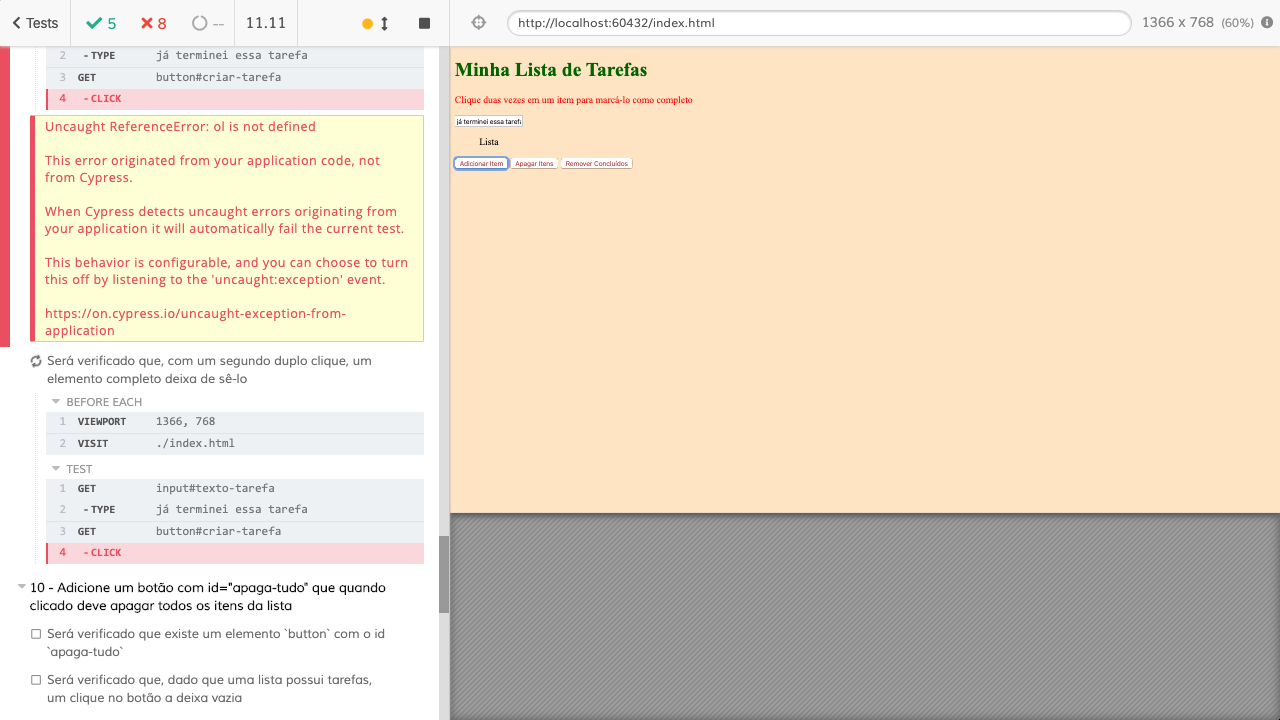 Tests 5 8 -- 11.11 http://localhost:60432/index.html 1366 x 768 (60%)
2 - TYPE já terminei essa tarefa
3 GET button#criar-tarefa
4 - CLICK
Uncaught ReferenceError: ol is not defined
This error originated from your application code, not
from Cypress.
When Cypress detects uncaught errors originating from
your application it will automatically fail the current test.
This behavior is configurable, and you can choose to turn
this off by listening to the 'uncaught:exception' event.
https://on.cypress.io/uncaught-exception-from-
application
Será verificado que, com um segundo duplo clique, um
elemento completo deixa de sê-lo
BEFORE EACH
1 VIEWPORT 1366, 768
2 VISIT ./index.html
TEST
1 GET input#texto-tarefa
2 - TYPE já terminei essa tarefa
3 GET button#criar-tarefa
4 - CLICK
10 - Adicione um botão com id="apaga-tudo" que quando
clicado deve apagar todos os itens da lista
Será verificado que existe um elemento `button` com o id
`apaga-tudo`
Será verificado que, dado que uma lista possui tarefas,
um clique no botão a deixa vazia
Minha Lista de Tarefas
Clique duas vezes em um item para marcá-lo como completo
já terminei essa tarefa
Lista
Adicionar Item Apagar Itens Remover Concluídos